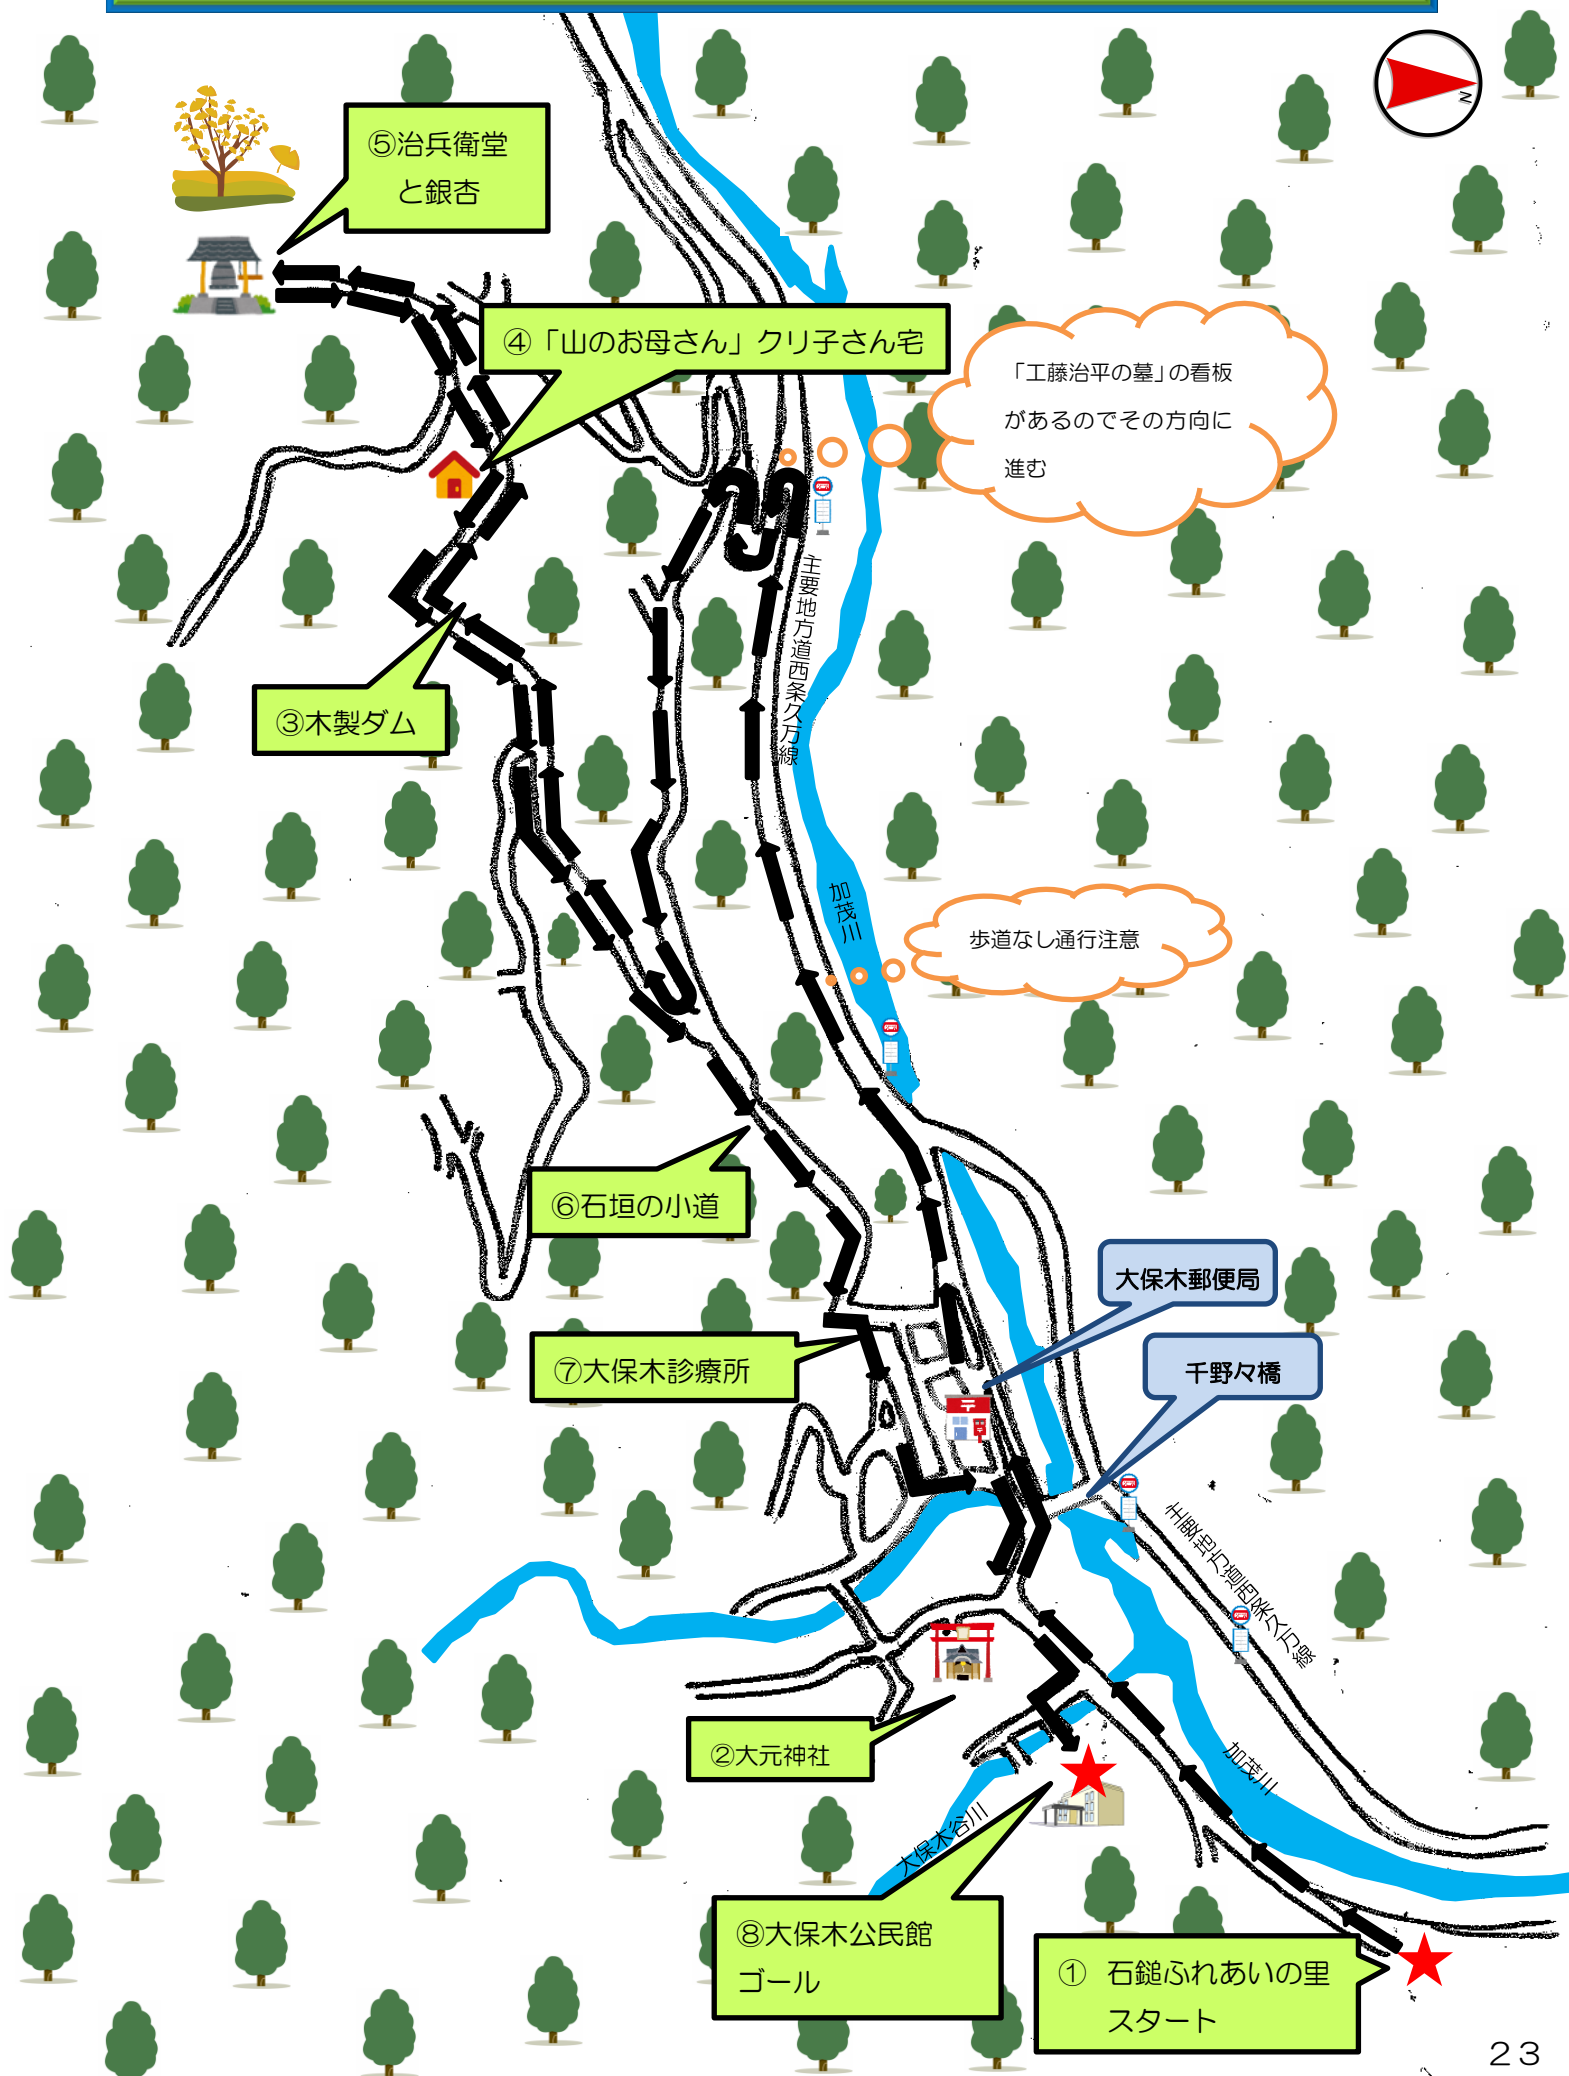 N
⑤治兵衛堂
と銀杏
④「山のお母さん」クリ子さん宅
「工藤治平の墓」の看板
があるのでその方向に
進む
主要地方道西条久万線
③木製ダム
加茂川
歩道なし通行注意
⑥石垣の小道
大保木郵便局
⑦大保木診療所
千野々橋
〒
主要地方道西条久万線
②大元神社
加茂川
大保木谷川
⑧大保木公民館
ゴール
① 石鎚ふれあいの里
スタート
23